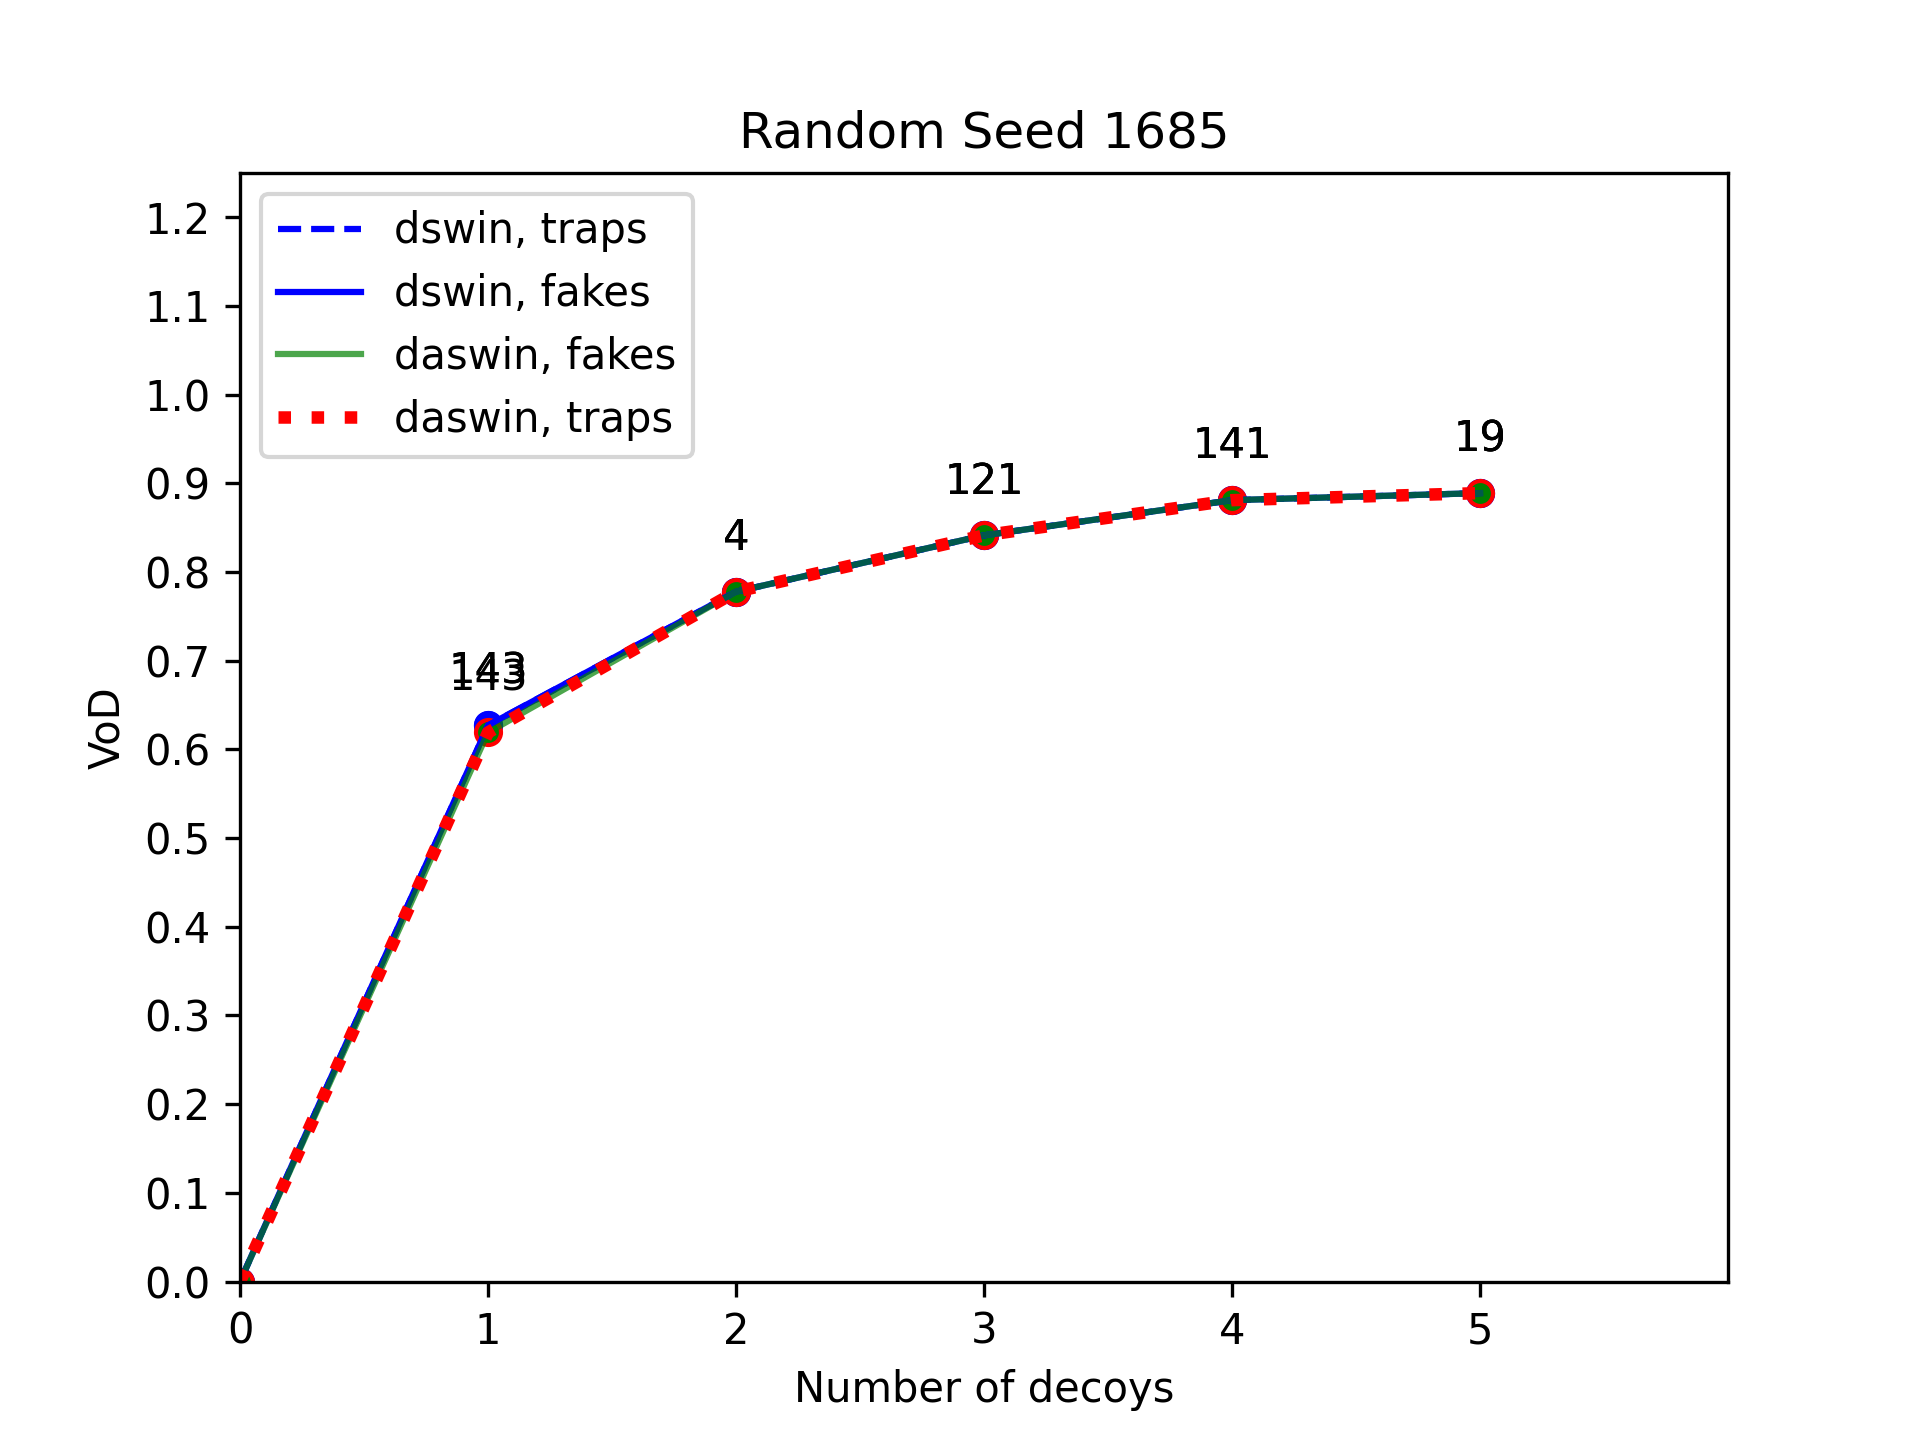 Random Seed 1685
1.2
1.1
1.0
0.9
0.8
0.7
0.6
0.5
0.4
0.3
0.2
0.1
0.0
VoD
dswin, traps
dswin, fakes
daswin, fakes
daswin, traps
143
143
4
121
141
19
0 1 2 3 4 5
Number of decoys